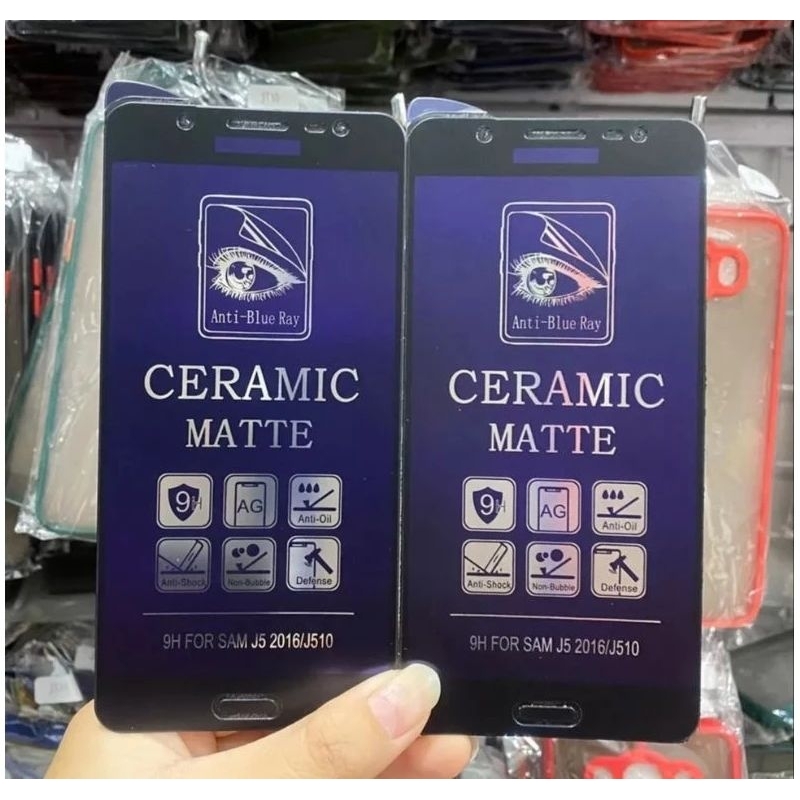 Anti-Blue Ray
CERAMIC
MATTE
9H
AG
Anti-Oil
Anti-Shock
Non-Bubble
Defense
9H FOR SAM J5 2016/J510
Anti-Blue Ray
CERAMIC
MATTE
9H
AG
Anti-Oil
Anti-Shock
Non-Bubble
Defense
9H FOR SAM J5 2016/J510